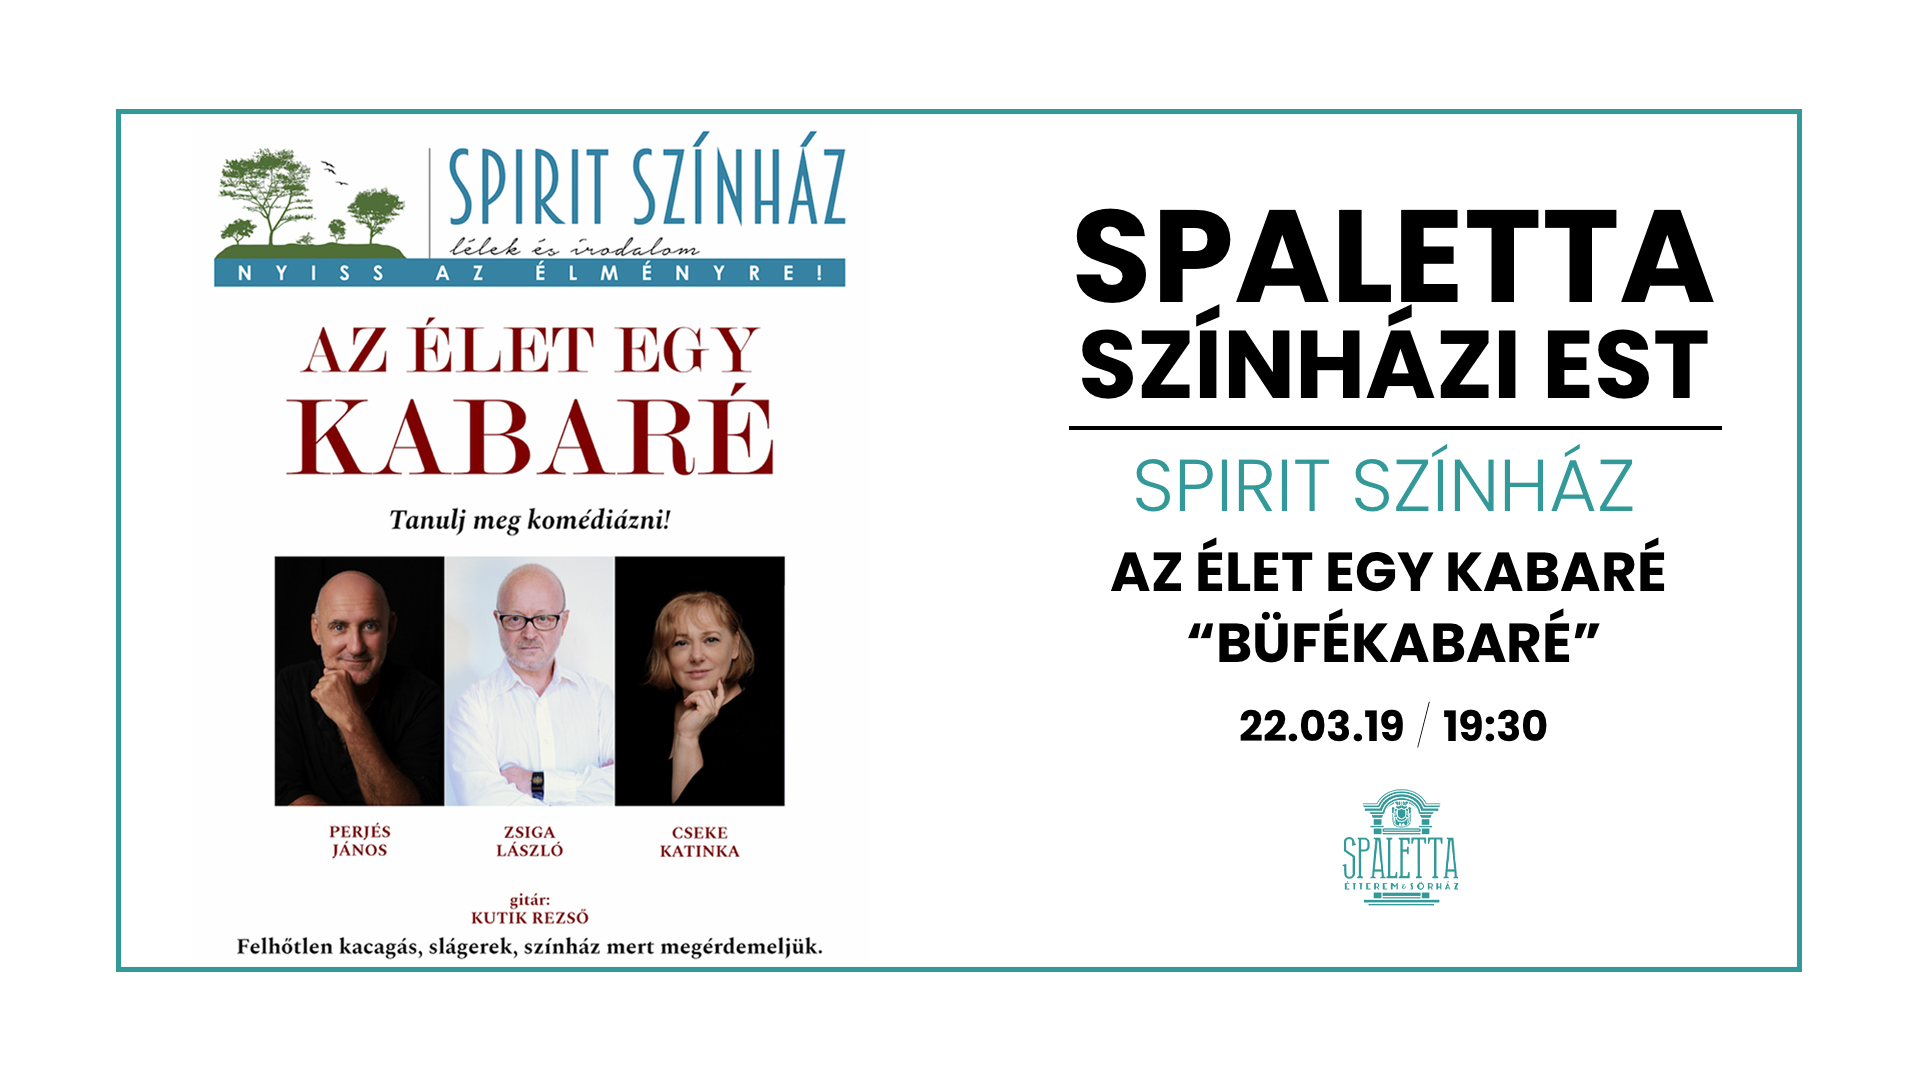 SPIRIT SZÍNHÁZ
lélek és irodalom
NYISS AZ ÉLMÉNYRE!
AZ ÉLET EGY
KABARÉ
Tanulj meg komédiázni!
PERJÉS
JÁNOS
ZSIGA
LÁSZLÓ
CSEKE
KATINKA
gitár:
KUTIK REZSŐ
Felhőtlen kacagás, slágerek, színház mert megérdemeljük.
SPALETTA
SZÍNHÁZI EST
SPIRIT SZÍNHÁZ
AZ ÉLET EGY KABARÉ
“BÜFÉKABARÉ”
22.03.19 / 19:30
SPALETTA
ÉTTEREM & SÖRHÁZ